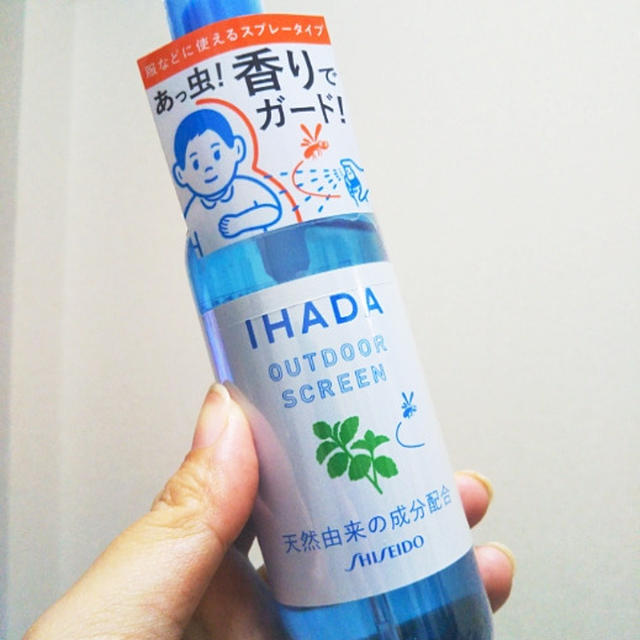 服などに使えるスプレータイプ
あっ虫!香りで
ガード!
IHADA
OUTDOOR
SCREEN
天然由来の成分配合
SHISEIDO